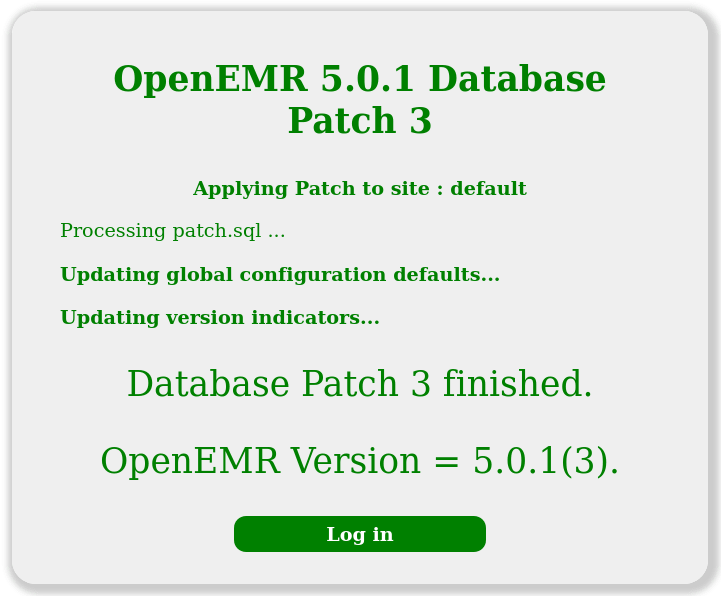 OpenEMR 5.0.1 Database
Patch 3
Applying Patch to site : default
Processing patch.sql ...
Updating global configuration defaults...
Updating version indicators...
Database Patch 3 finished.
OpenEMR Version = 5.0.1(3).
Log in